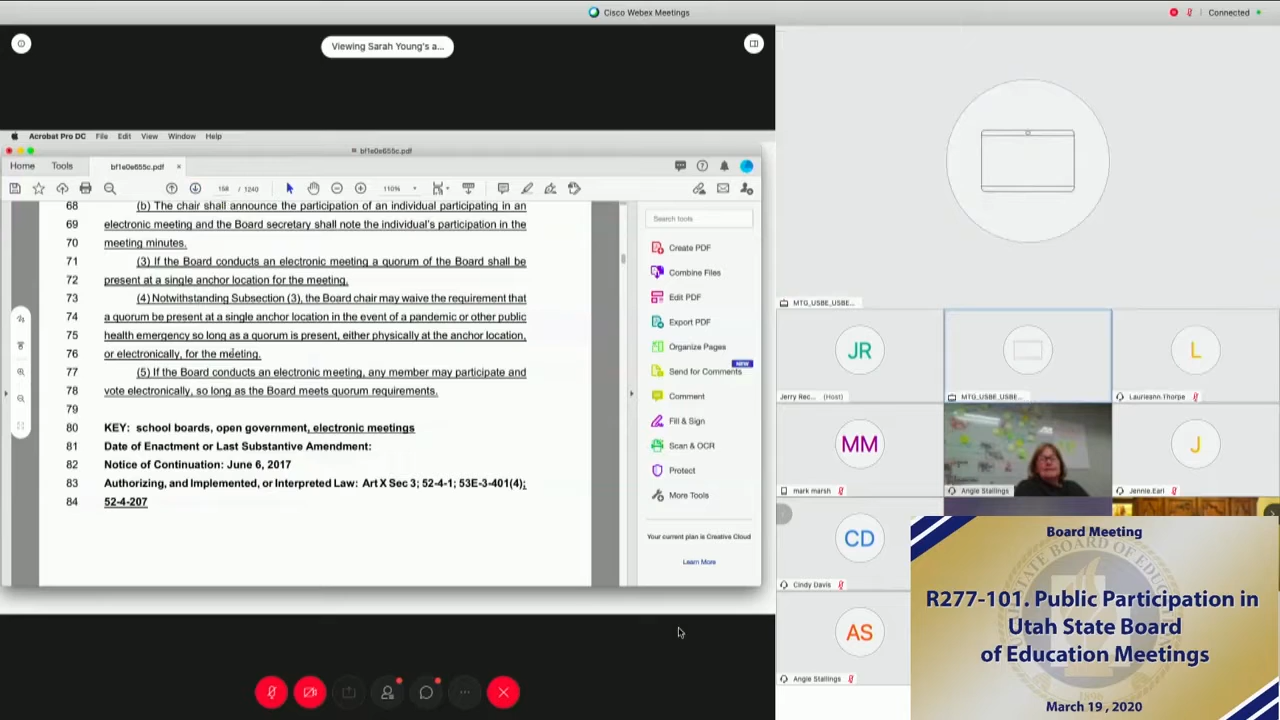 Cisco Webex Meetings
Connected
Viewing Sarah Young's a...
Acrobat Pro DC File Edit View Window Help
bf1e0e655c.pdf
Home Tools bf1e0e655c.pdf ×
158 / 1240
110%
68 (b) The chair shall announce the participation of an individual participating in an
69 electronic meeting and the Board secretary shall note the individual's participation in the
70 meeting minutes.
71 (3) If the Board conducts an electronic meeting a quorum of the Board shall be
72 present at a single anchor location for the meeting.
73 (4) Notwithstanding Subsection (3), the Board chair may waive the requirement that
74 a quorum be present at a single anchor location in the event of a pandemic or other public
75 health emergency so long as a quorum is present, either physically at the anchor location,
76 or electronically, for the meeting.
77 (5) If the Board conducts an electronic meeting, any member may participate and
78 vote electronically, so long as the Board meets quorum requirements.
79
80 KEY: school boards, open government, electronic meetings
81 Date of Enactment or Last Substantive Amendment:
82 Notice of Continuation: June 6, 2017
83 Authorizing, and Implemented, or Interpreted Law: Art X Sec 3; 52-4-1; 53E-3-401(4);
84 52-4-207
Search tools
Create PDF
Combine Files
Edit PDF
Export PDF
Organize Pages
NEW
Send for Comments
Comment
Fill & Sign
Scan & OCR
Protect
More Tools
Your current plan is Creative Cloud
Learn More
MTG_USBE_USBE...
JR
Jerry Rec... (Host)
MTG_USBE_USBE...
L
Laurieann.Thorpe
MM
mark marsh
Angie Stallings
J
Jennie.Earl
CD
Cindy Davis
AS
Angie Stallings
Board Meeting
R277-101. Public Participation in
Utah State Board
of Education Meetings
March 19, 2020